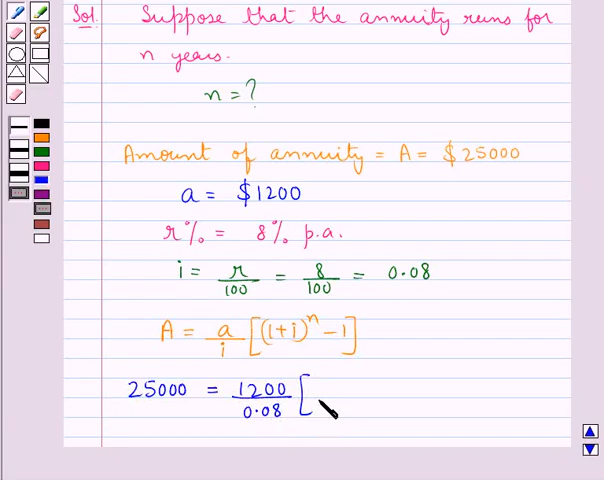 Sol. Suppose that the annuity runs for
n years.
n = ?
Amount of annuity = A = $25000
a = $1200
r% = 8% p.a.
i = r/100 = 8/100 = 0.08
A = a/i [(1+i)^n - 1]
25000 = 1200/0.08 [